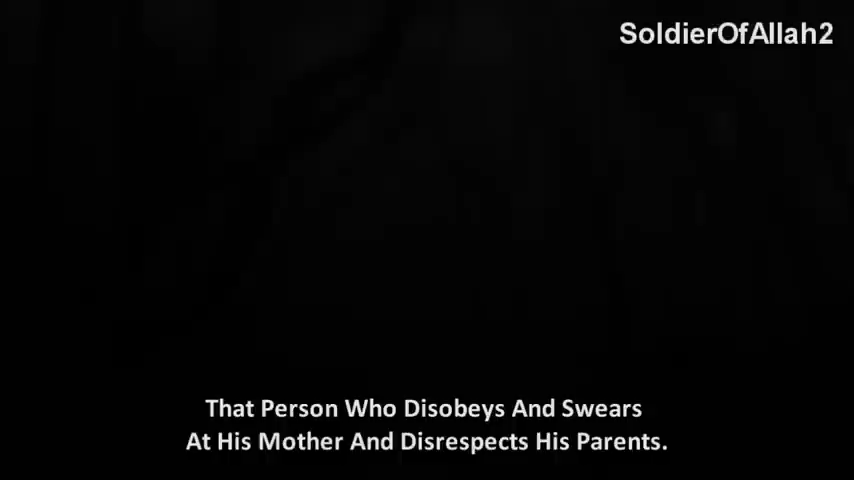 SoldierOfAllah2
That Person Who Disobeys And Swears
At His Mother And Disrespects His Parents.